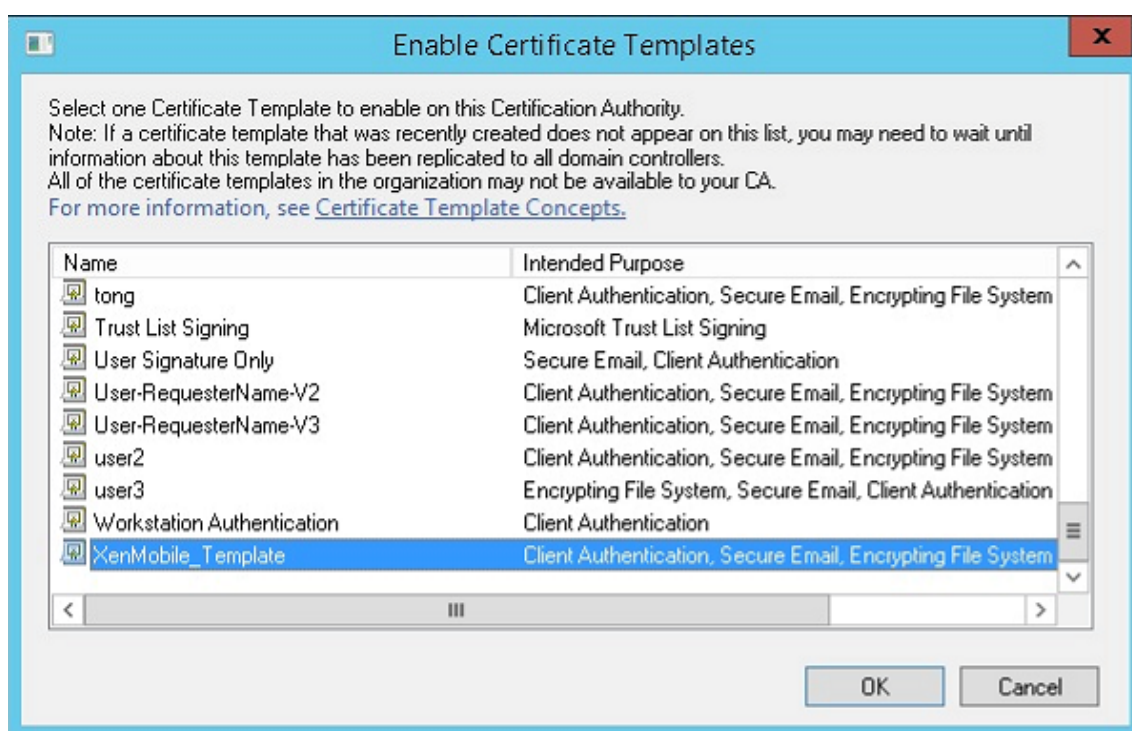 Enable Certificate Templates
x
Select one Certificate Template to enable on this Certification Authority.
Note: If a certificate template that was recently created does not appear on this list, you may need to wait until
information about this template has been replicated to all domain controllers.
All of the certificate templates in the organization may not be available to your CA.
For more information, see Certificate Template Concepts.
Name Intended Purpose
tong Client Authentication, Secure Email, Encrypting File System
Trust List Signing Microsoft Trust List Signing
User Signature Only Secure Email, Client Authentication
User-RequesterName-V2 Client Authentication, Secure Email, Encrypting File System
User-RequesterName-V3 Client Authentication, Secure Email, Encrypting File System
user2 Client Authentication, Secure Email, Encrypting File System
user3 Encrypting File System, Secure Email, Client Authentication
Workstation Authentication Client Authentication
XenMobile_Template Client Authentication, Secure Email, Encrypting File System
OK Cancel